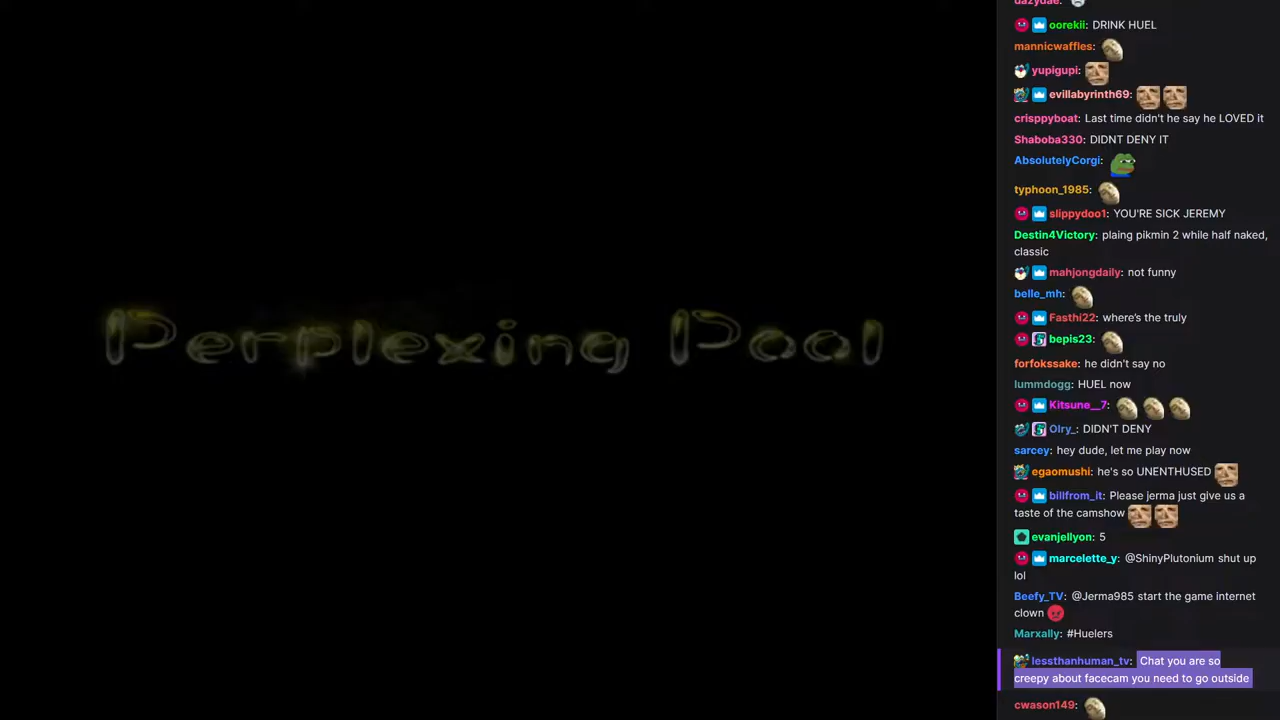 Perplexing Pool
dazydae:
oorekii: DRINK HUEL
mannicwaffles:
yupigupi:
evillabyrinth69:
crisppyboat: Last time didn't he say he LOVED it
Shaboba330: DIDNT DENY IT
AbsolutelyCorgi:
typhoon_1985:
slippydoo1: YOU'RE SICK JEREMY
Destin4Victory: plaing pikmin 2 while half naked,
classic
mahjongdaily: not funny
belle_mh:
Fasthi22: where's the truly
bepis23:
forfokssake: he didn't say no
lummdogg: HUEL now
Kitsune__7:
Olry_: DIDN'T DENY
sarcey: hey dude, let me play now
egaomushi: he's so UNENTHUSED
billfrom_it: Please jerma just give us a
taste of the camshow
evanjellyon: 5
marcelette_y: @ShinyPlutonium shut up
lol
Beefy_TV: @Jerma985 start the game internet
clown
Marxally: #Huelers
lessthanhuman_tv: Chat you are so
creepy about facecam you need to go outside
cwason149: